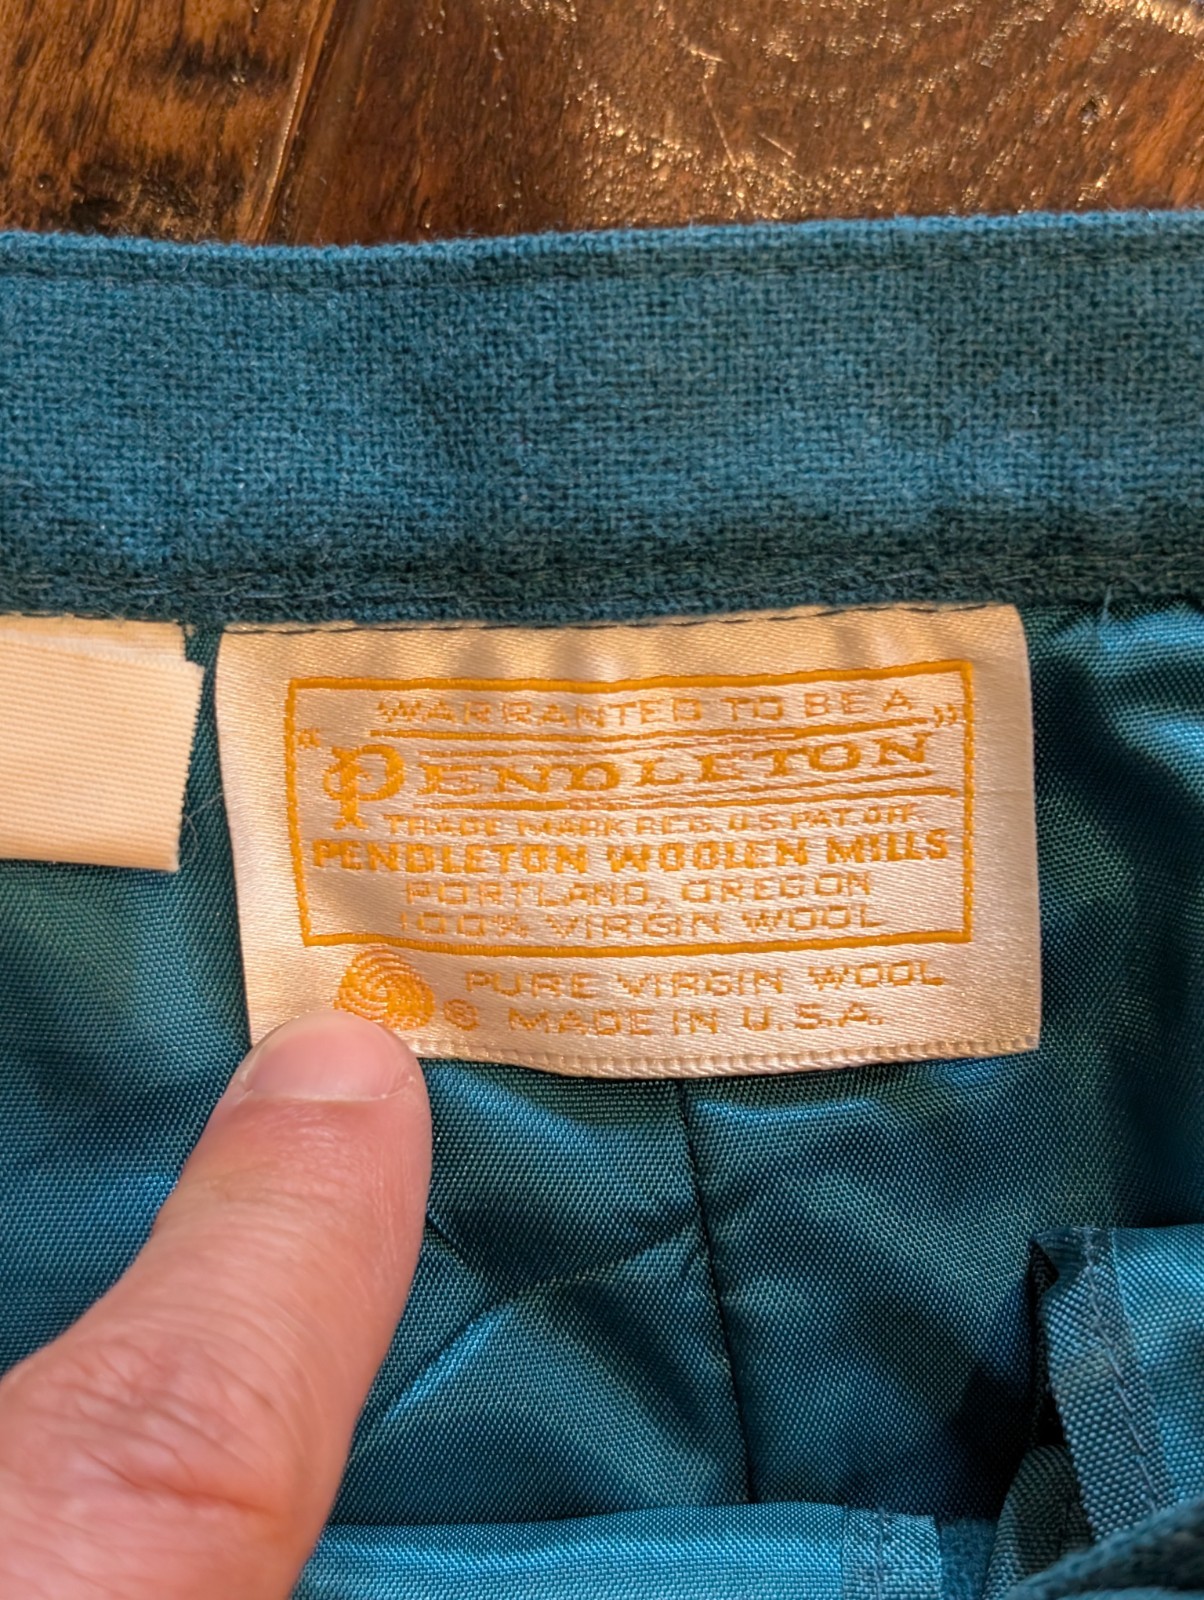 WARRANTED TO BE A
"PENDLETON"
TRADE MARK REG. U.S. PAT. OFF.
PENDLETON WOOLEN MILLS
PORTLAND, OREGON
100% VIRGIN WOOL
PURE VIRGIN WOOL
® MADE IN U.S.A.